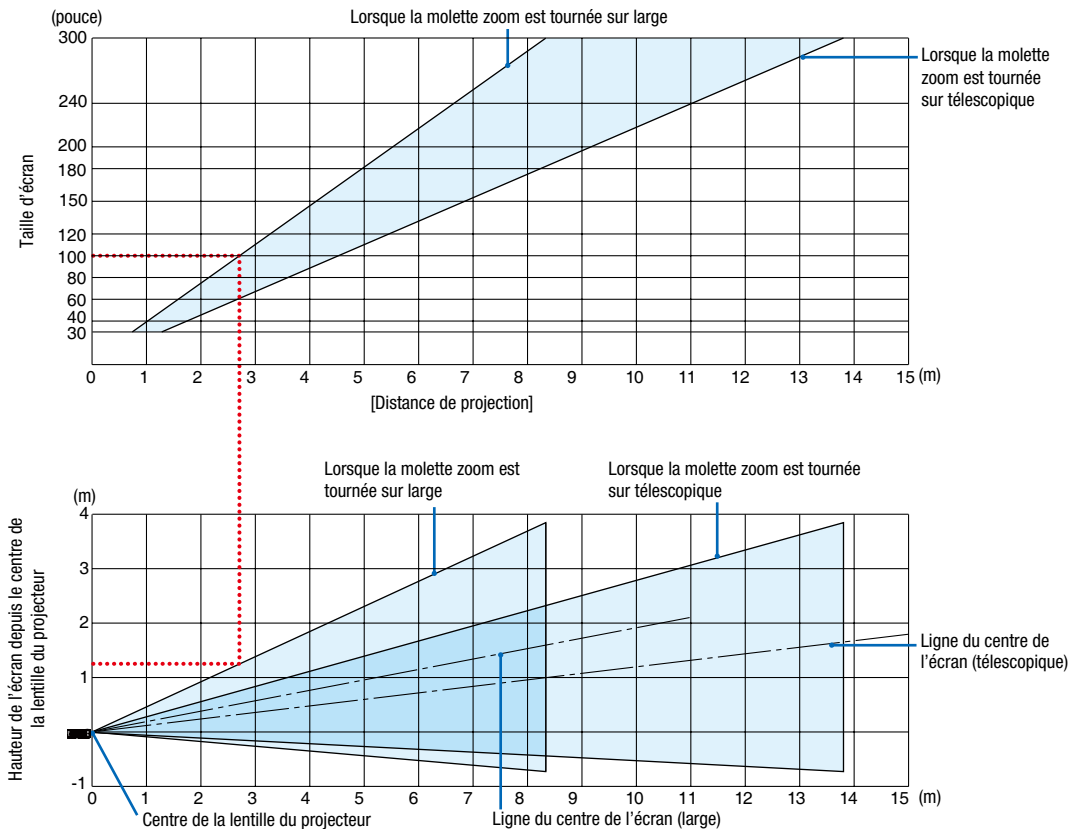 (pouce)
Lorsque la molette zoom est tournée sur large
300
240
200
180
150
120
100
80
60
40
30
Taille d'écran
Lorsque la molette
zoom est tournée
sur télescopique
0 1 2 3 4 5 6 7 8 9 10 11 12 13 14 15 (m)
[Distance de projection]
Lorsque la molette zoom est
tournée sur large
Lorsque la molette zoom est tournée
sur télescopique
(m)
4
3
2
1
-1
Hauteur de l'écran depuis le centre de
la lentille du projecteur
Ligne du centre de
l'écran (télescopique)
0 1 2 3 4 5 6 7 8 9 10 11 12 13 14 15 (m)
Centre de la lentille du projecteur
Ligne du centre de l'écran (large)